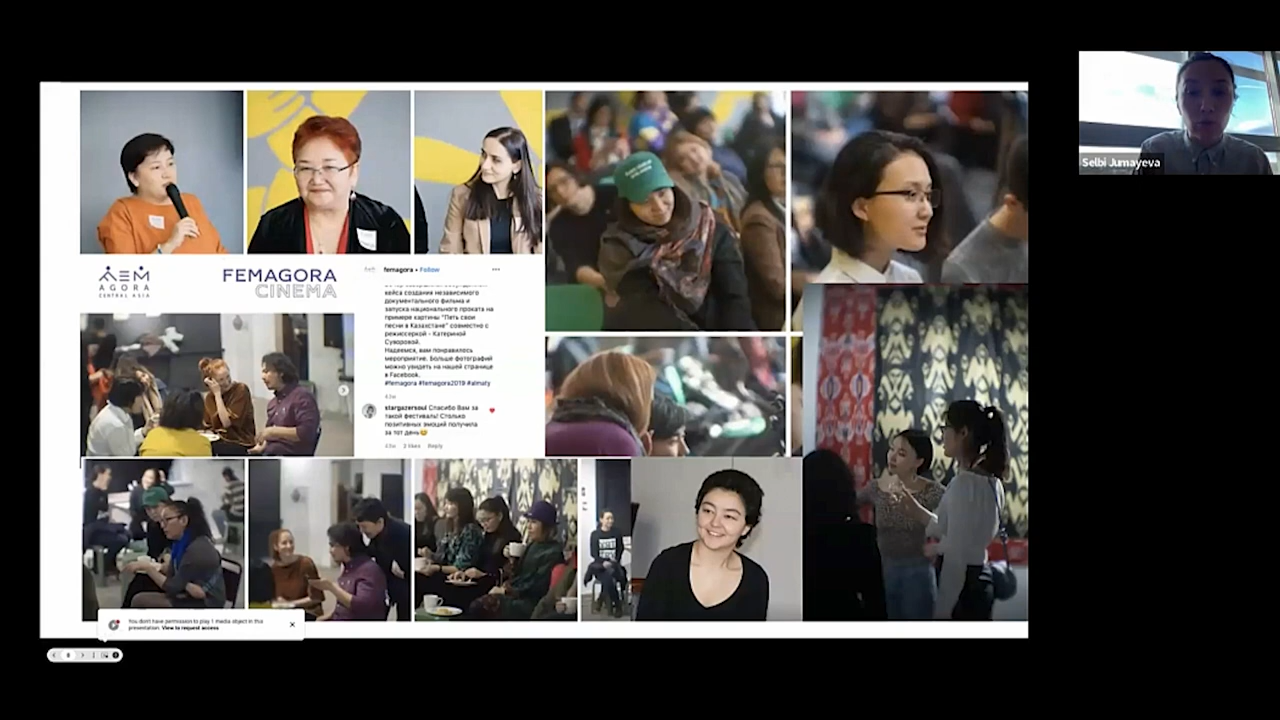 Selbi Jumayeva
AGORA
CENTRAL ASIA
FEMAGORA
CINEMA
femagora • Follow
кейса создания независимого
документального фильма и
запуска национального проката на
примере картины "Петь свои
песни в Казахстане" совместно с
режиссеркой - Катериной
Суворовой.
Надеемся, вам понравилось
мероприятие. Больше фотографий
можно увидеть на нашей странице
в Facebook.
#femagora #femagora2019 #almaty
stargazersoul Спасибо Вам за
такой фестиваль! Столько
позитивных эмоций получила
за тот день
2 likes Reply
You don't have permission to play 1 media object in this
presentation. View to request access